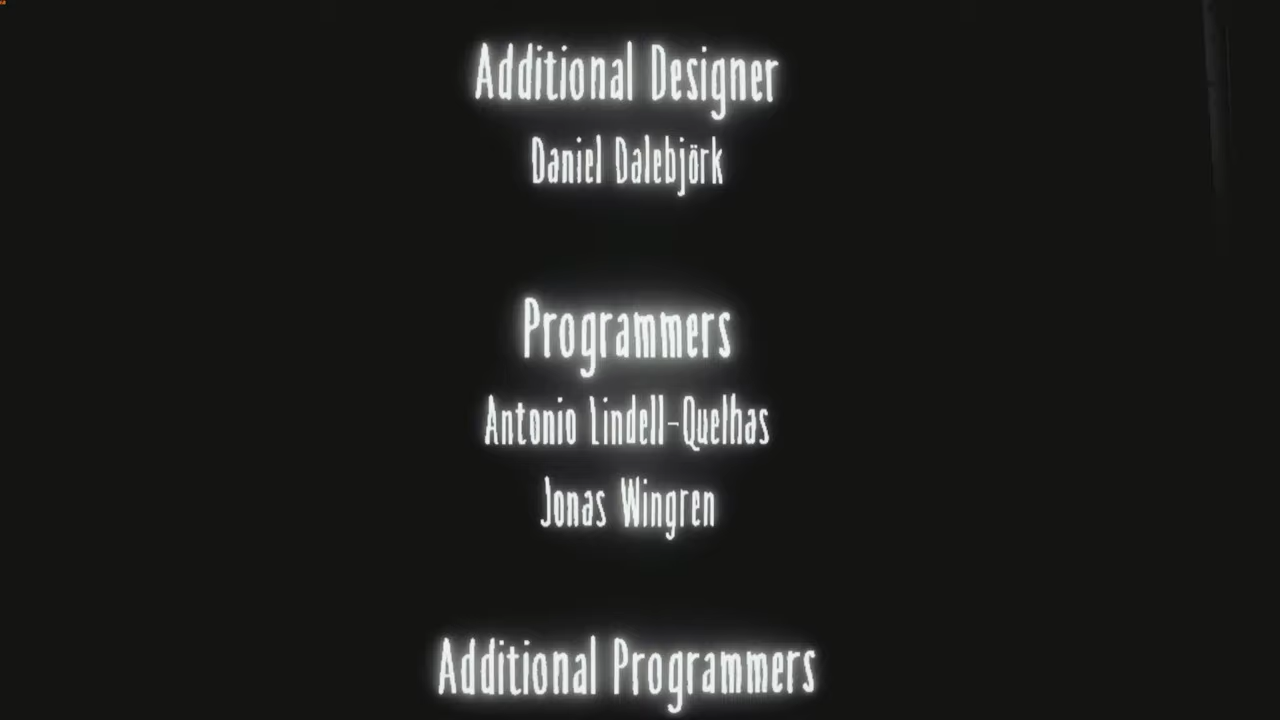 Additional Designer
Daniel Dalebjörk
Programmers
Antonio Lindell-Quelhas
Jonas Wingren
Additional Programmers